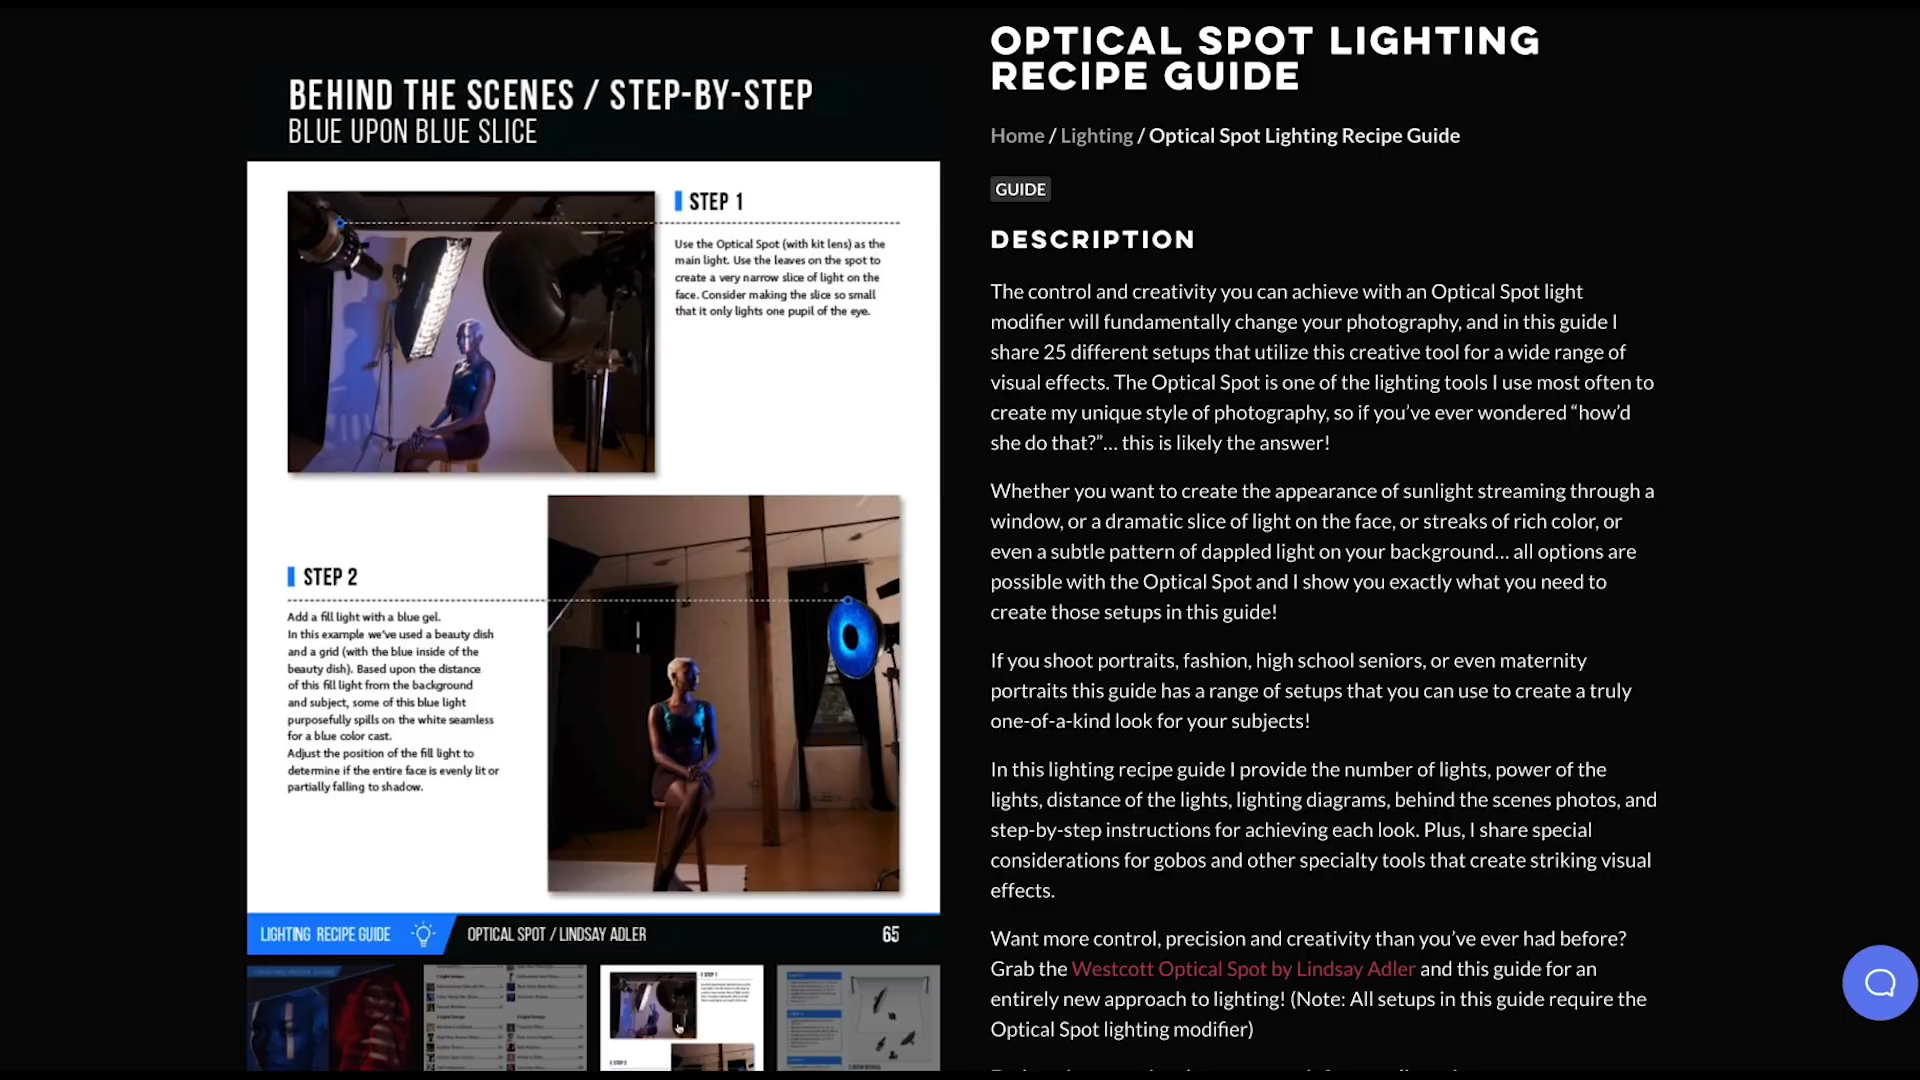 BEHIND THE SCENES / STEP-BY-STEP
BLUE UPON BLUE SLICE
STEP 1
Use the Optical Spot (with kit lens) as the
main light. Use the leaves on the spot to
create a very narrow slice of light on the
face. Consider making the slice so small
that it only lights one pupil of the eye.
STEP 2
Add a fill light with a blue gel.
In this example we've used a beauty dish
and a grid (with the blue inside of the
beauty dish). Based upon the distance
of this fill light from the background
and subject, some of this blue light
purposefully spills on the white seamless
for a blue color cast.
Adjust the position of the fill light to
determine if the entire face is evenly lit or
partially falling to shadow.
LIGHTING RECIPE GUIDE
OPTICAL SPOT / LINDSAY ADLER
65
OPTICAL SPOT LIGHTING
RECIPE GUIDE
Home / Lighting / Optical Spot Lighting Recipe Guide
GUIDE
DESCRIPTION
The control and creativity you can achieve with an Optical Spot light
modifier will fundamentally change your photography, and in this guide I
share 25 different setups that utilize this creative tool for a wide range of
visual effects. The Optical Spot is one of the lighting tools I use most often to
create my unique style of photography, so if you’ve ever wondered “how’d
she do that?”… this is likely the answer!
Whether you want to create the appearance of sunlight streaming through a
window, or a dramatic slice of light on the face, or streaks of rich color, or
even a subtle pattern of dappled light on your background… all options are
possible with the Optical Spot and I show you exactly what you need to
create those setups in this guide!
If you shoot portraits, fashion, high school seniors, or even maternity
portraits this guide has a range of setups that you can use to create a truly
one-of-a-kind look for your subjects!
In this lighting recipe guide I provide the number of lights, power of the
lights, distance of the lights, lighting diagrams, behind the scenes photos, and
step-by-step instructions for achieving each look. Plus, I share special
considerations for gobos and other specialty tools that create striking visual
effects.
Want more control, precision and creativity than you’ve ever had before?
Grab the Westcott Optical Spot by Lindsay Adler and this guide for an
entirely new approach to lighting! (Note: All setups in this guide require the
Optical Spot lighting modifier)